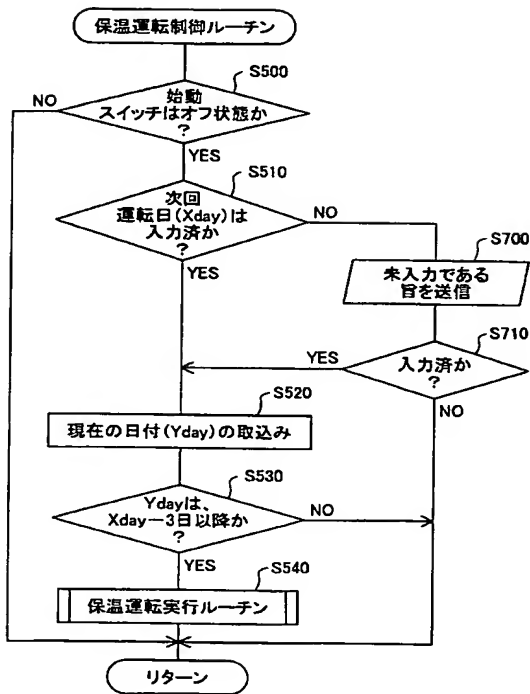 保温運転制御ルーチン
S500
NO
始動
スイッチはオフ状態か
?
YES
S510
次回
運転日(Xday)は
入力済か
?
NO
YES
S700
未入力である
旨を送信
S710
YES
入力済か
?
NO
S520
現在の日付(Yday)の取込み
S530
Ydayは、
Xday−3日以降か
?
NO
YES
S540
保温運転実行ルーチン
リターン